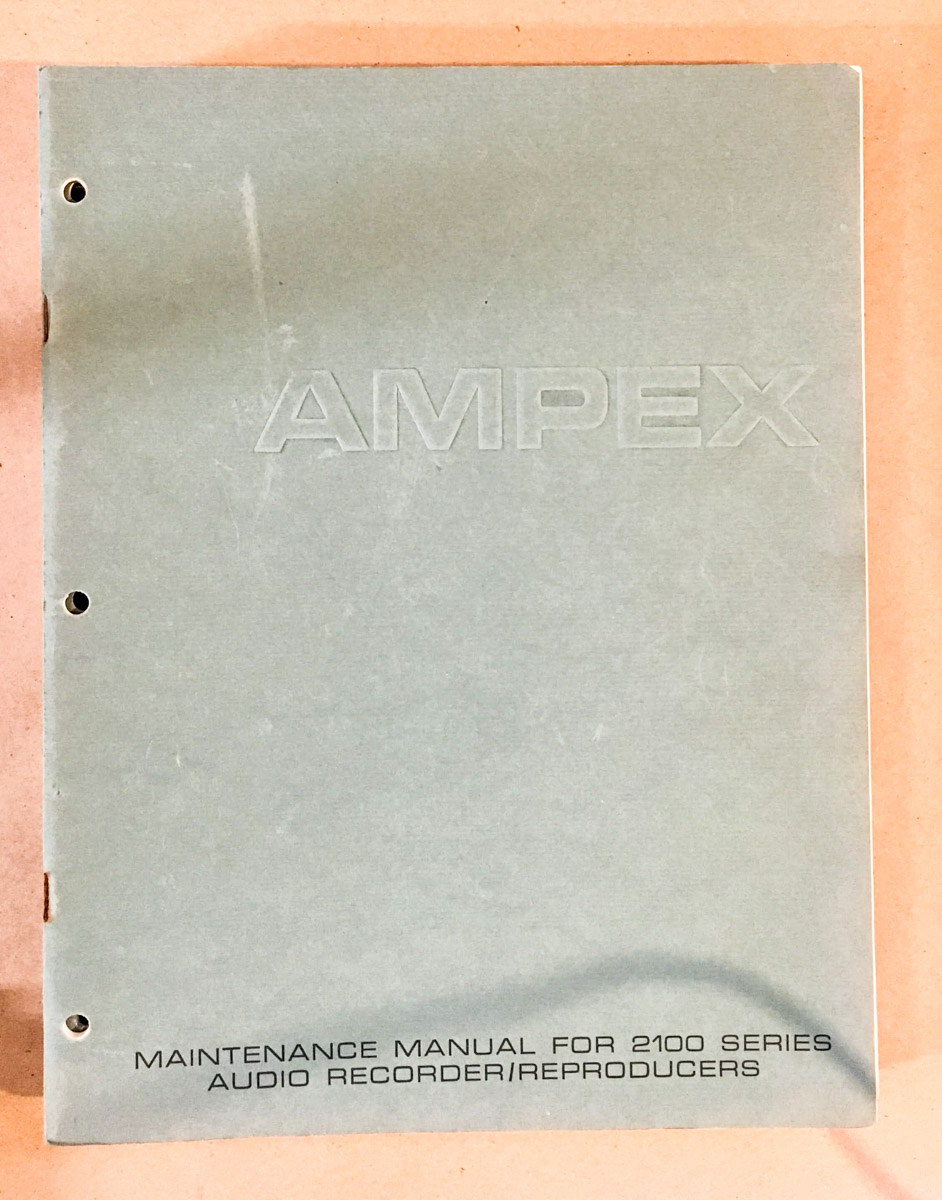 AMPEX
MAINTENANCE MANUAL FOR 2100 SERIES
AUDIO RECORDER/REPRODUCERS